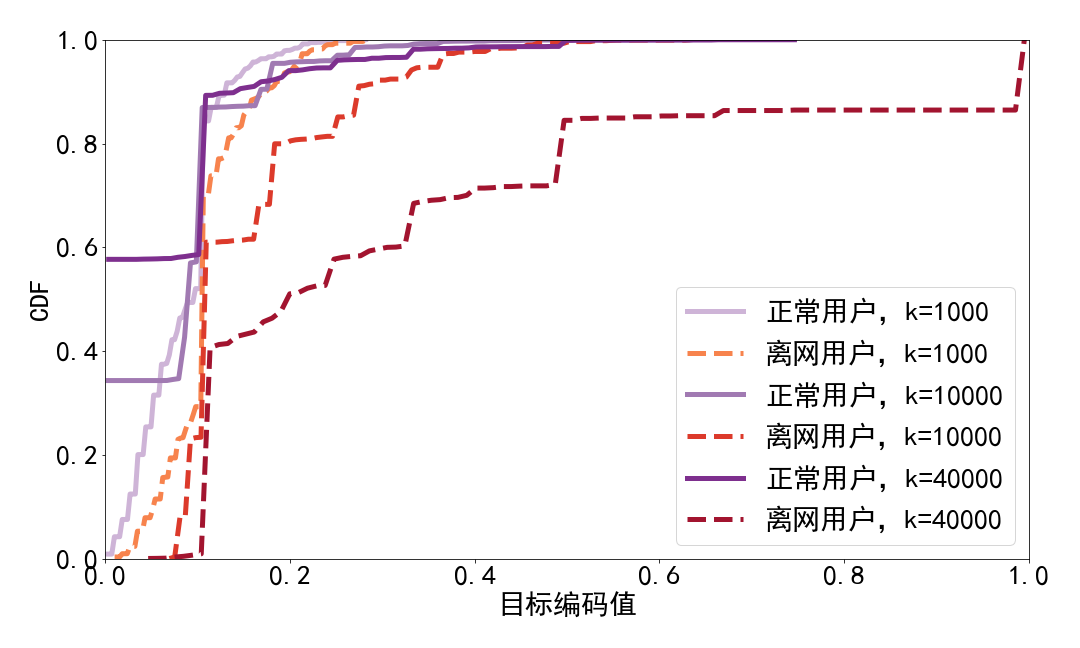 1.0
0.8
0.6
0.4
0.2
0.0
CDF
0.0 0.2 0.4 0.6 0.8 1.0
目标编码值
正常用户，k=1000
离网用户，k=1000
正常用户，k=10000
离网用户，k=10000
正常用户，k=40000
离网用户，k=40000